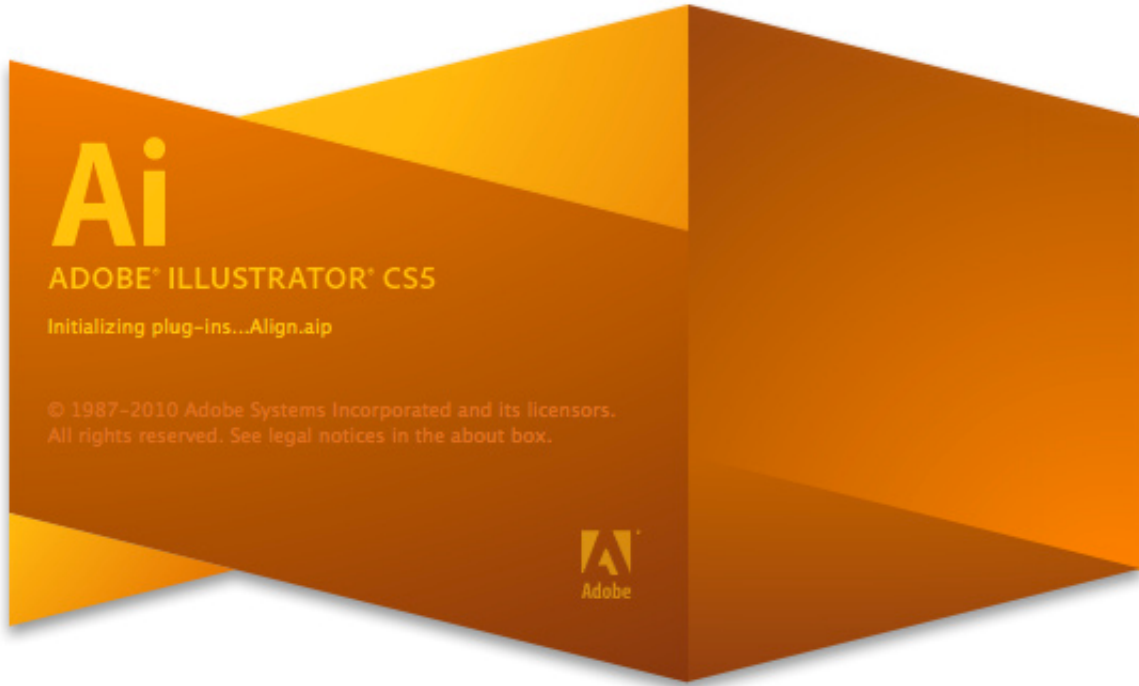 Ai
ADOBE® ILLUSTRATOR® CS5
Initializing plug-ins...Align.aip
© 1987-2010 Adobe Systems Incorporated and its licensors.
All rights reserved. See legal notices in the about box.
Adobe